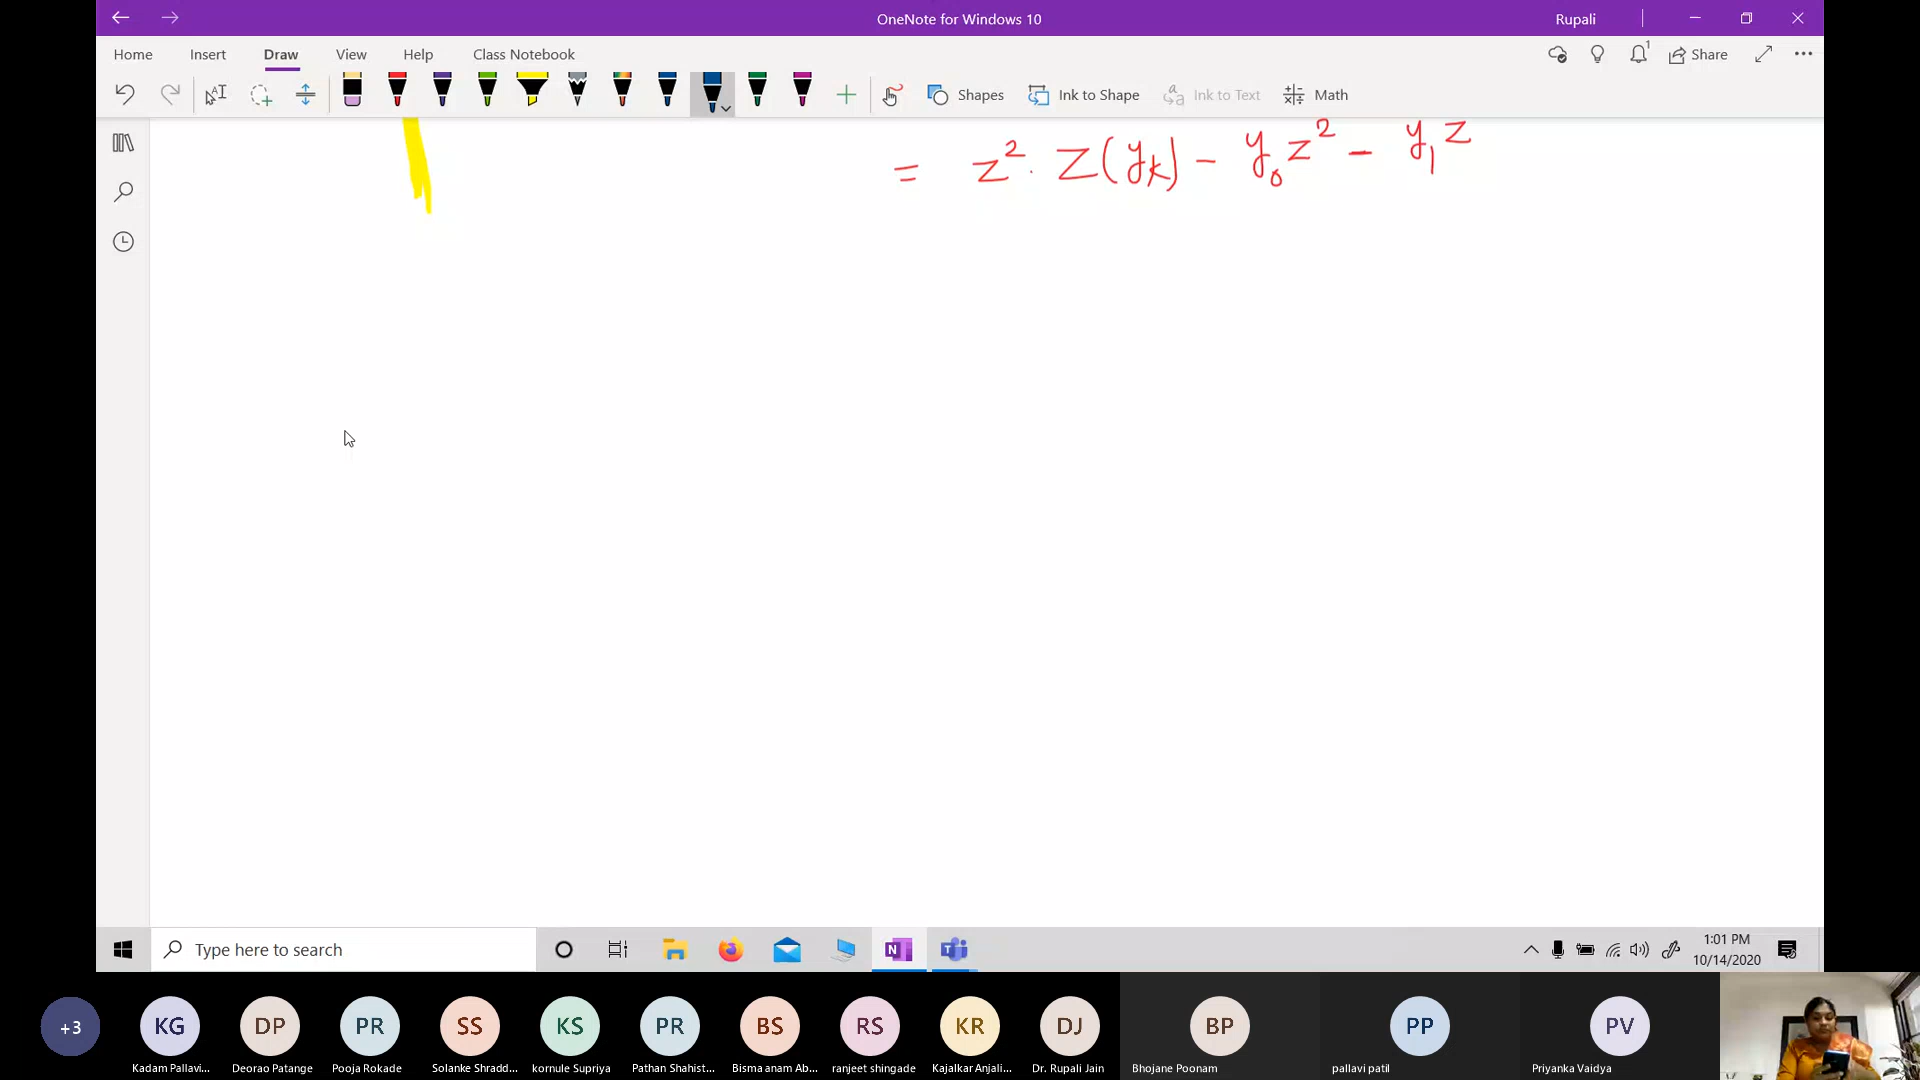 OneNote for Windows 10
Rupali
Home Insert Draw View Help Class Notebook
1
Share
Shapes Ink to Shape Ink to Text Math
= z². Z(yₖ) - y₀z² - y₁z
Type here to search
1:01 PM
10/14/2020
+3 KG DP PR SS KS PR BS RS KR DJ BP PP PV
Kadam Pallavi... Deorao Patange Pooja Rokade Solanke Shradd... kornule Supriya Pathan Shahist... Bisma anam Ab... ranjeet shingade Kajalkar Anjali... Dr. Rupali Jain Bhojane Poonam pallavi patil Priyanka Vaidya